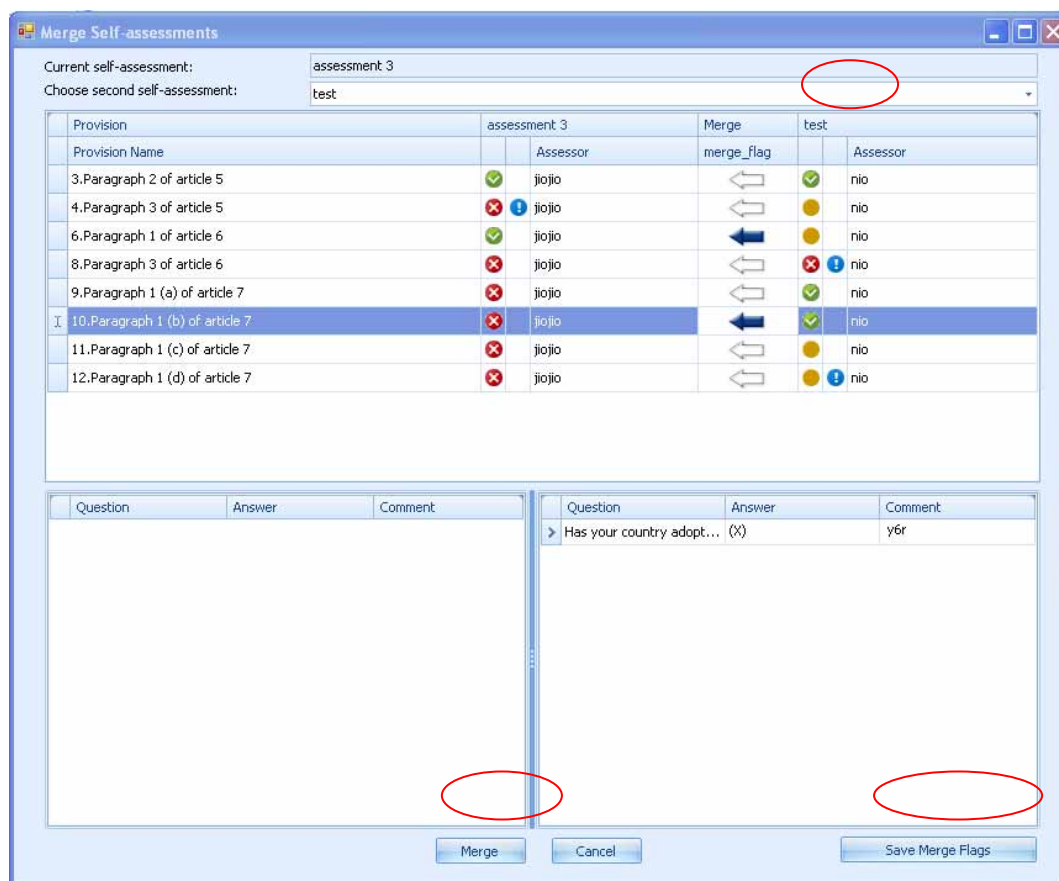 Merge Self-assessments
Current self-assessment: assessment 3
Choose second self-assessment: test
Provision assessment 3 Merge test
Provision Name Assessor merge_flag Assessor
3.Paragraph 2 of article 5 jiojio nio
4.Paragraph 3 of article 5 jiojio nio
6.Paragraph 1 of article 6 jiojio nio
8.Paragraph 3 of article 6 jiojio nio
9.Paragraph 1 (a) of article 7 jiojio nio
10.Paragraph 1 (b) of article 7 jiojio nio
11.Paragraph 1 (c) of article 7 jiojio nio
12.Paragraph 1 (d) of article 7 jiojio nio
Question Answer Comment Question Answer Comment
Has your country adopt... (X) y6r
Merge Cancel Save Merge Flags